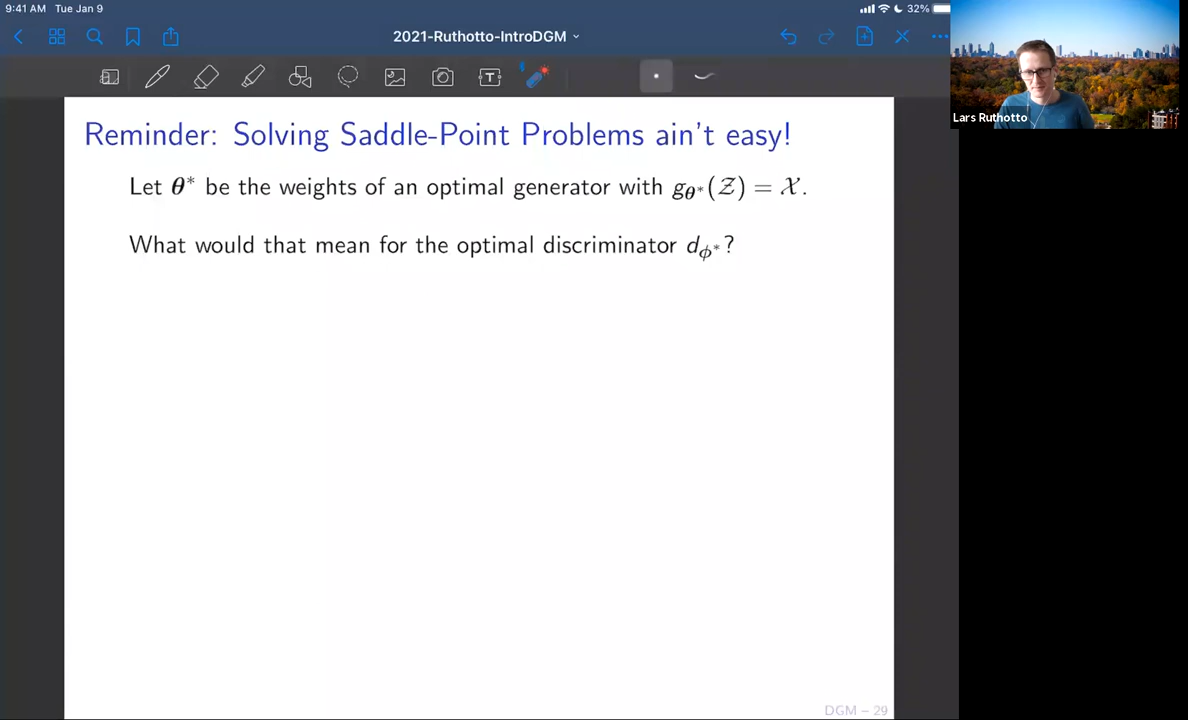 9:41 AM Tue Jan 9
32%
2021-Ruthotto-IntroDGM
T
Lars Ruthotto
Reminder: Solving Saddle-Point Problems ain't easy!
Let θ* be the weights of an optimal generator with g_θ*(𝒵) = 𝒳.
What would that mean for the optimal discriminator d_ϕ*?
DGM – 29